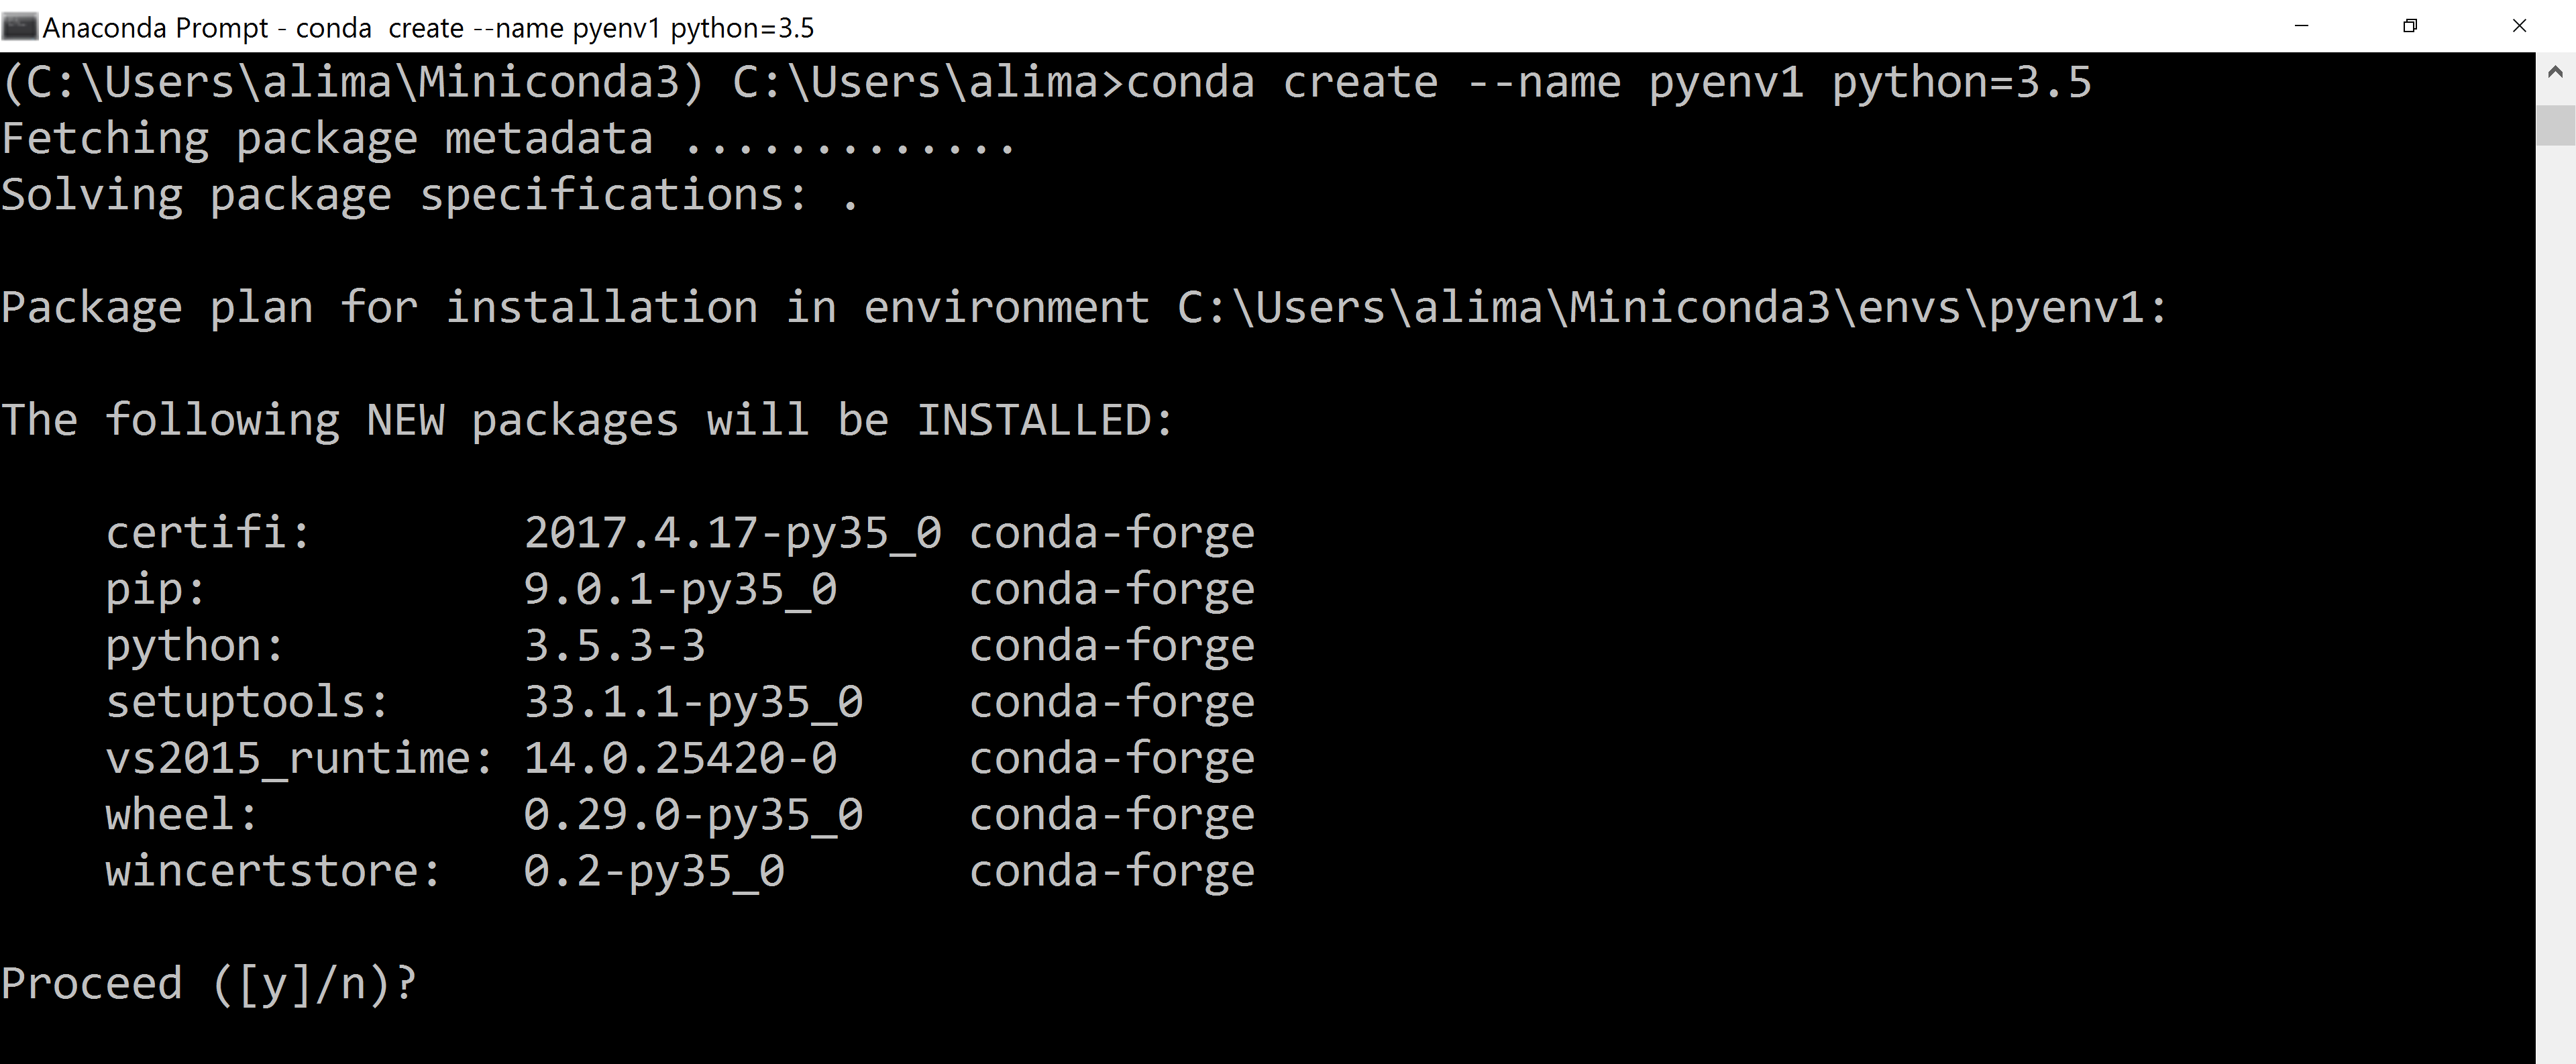 Anaconda Prompt - conda  create --name pyenv1 python=3.5
(C:\Users\alima\Miniconda3) C:\Users\alima>conda create --name pyenv1 python=3.5
Fetching package metadata .............
Solving package specifications: .
Package plan for installation in environment C:\Users\alima\Miniconda3\envs\pyenv1:
The following NEW packages will be INSTALLED:
    certifi:        2017.4.17-py35_0 conda-forge
    pip:            9.0.1-py35_0     conda-forge
    python:         3.5.3-3          conda-forge
    setuptools:     33.1.1-py35_0    conda-forge
    vs2015_runtime: 14.0.25420-0     conda-forge
    wheel:          0.29.0-py35_0    conda-forge
    wincertstore:   0.2-py35_0       conda-forge
Proceed ([y]/n)?